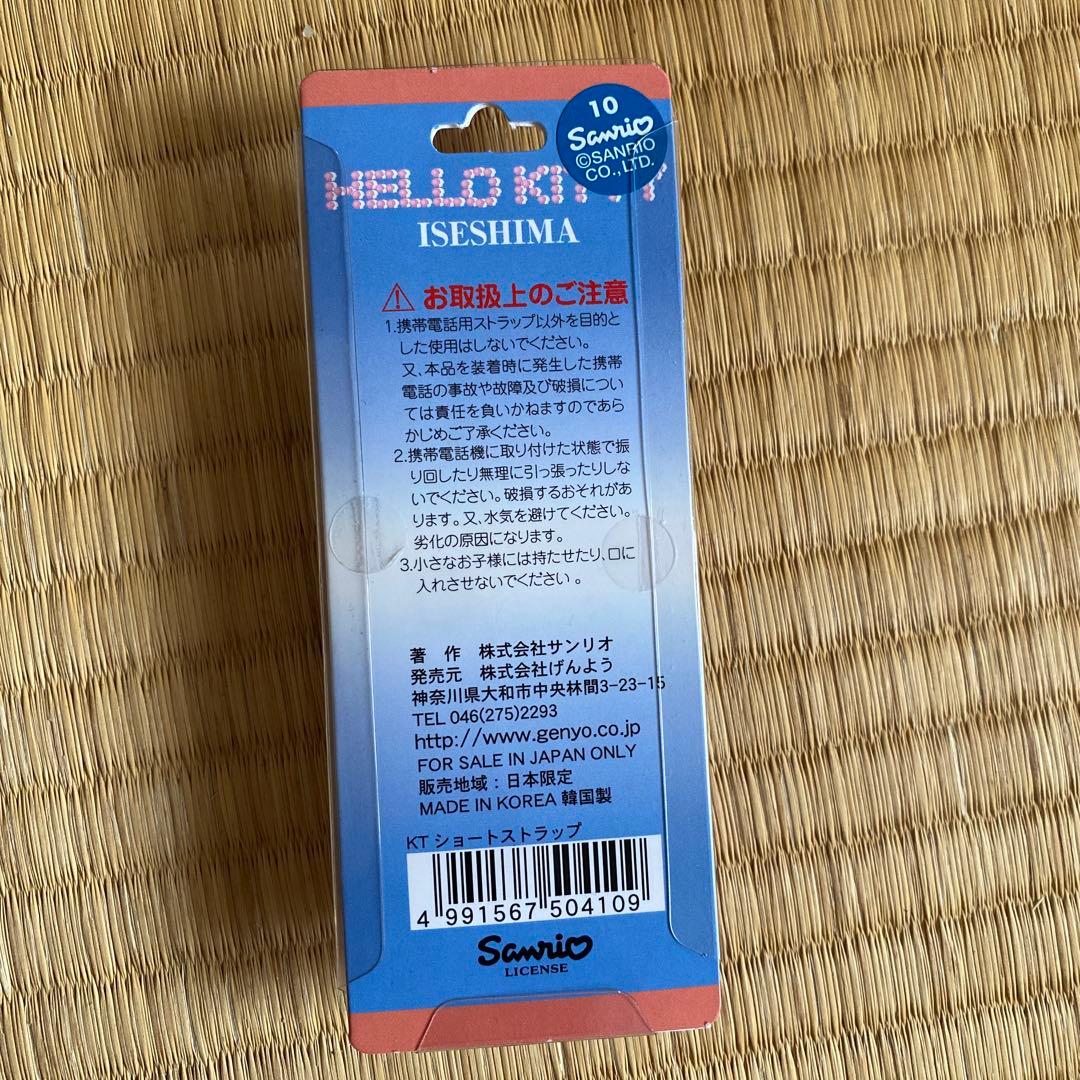 10
Sanrio
©SANRIO
CO.,LTD.
HELLO KITTY
ISESHIMA
お取扱上のご注意
1.携帯電話用ストラップ以外を目的と
した使用はしないでください。
又、本品を装着時に発生した携帯
電話の事故や故障及び破損につい
ては責任を負いかねますのであら
かじめご了承ください。
2.携帯電話機に取り付けた状態で振
り回したり無理に引っ張ったりしな
いでください。破損するおそれがあ
ります。又、水気を避けてください。
劣化の原因になります。
3.小さなお子様には持たせたり、口に
入れさせないでください。
著 作 株式会社サンリオ
発売元 株式会社げんよう
神奈川県大和市中央林間3-23-15
TEL 046(275)2293
http://www.genyo.co.jp
FOR SALE IN JAPAN ONLY
販売地域：日本限定
MADE IN KOREA 韓国製
KT ショートストラップ
4 991567 504109
Sanrio
LICENSE